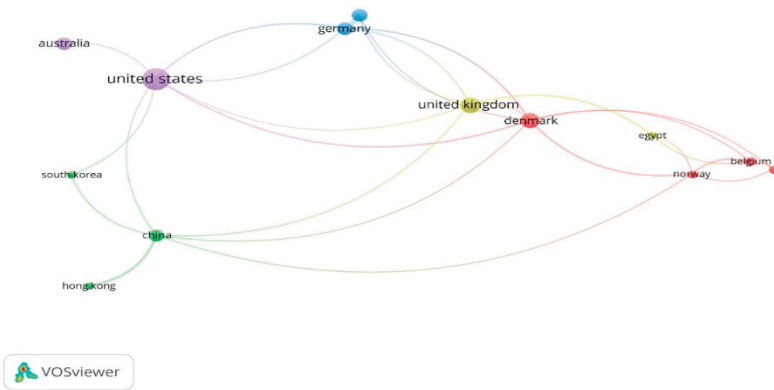 germany
australia
united states
united kingdom
denmark
egypt
belgium
south korea
norway
china
hong kong
VOSviewer